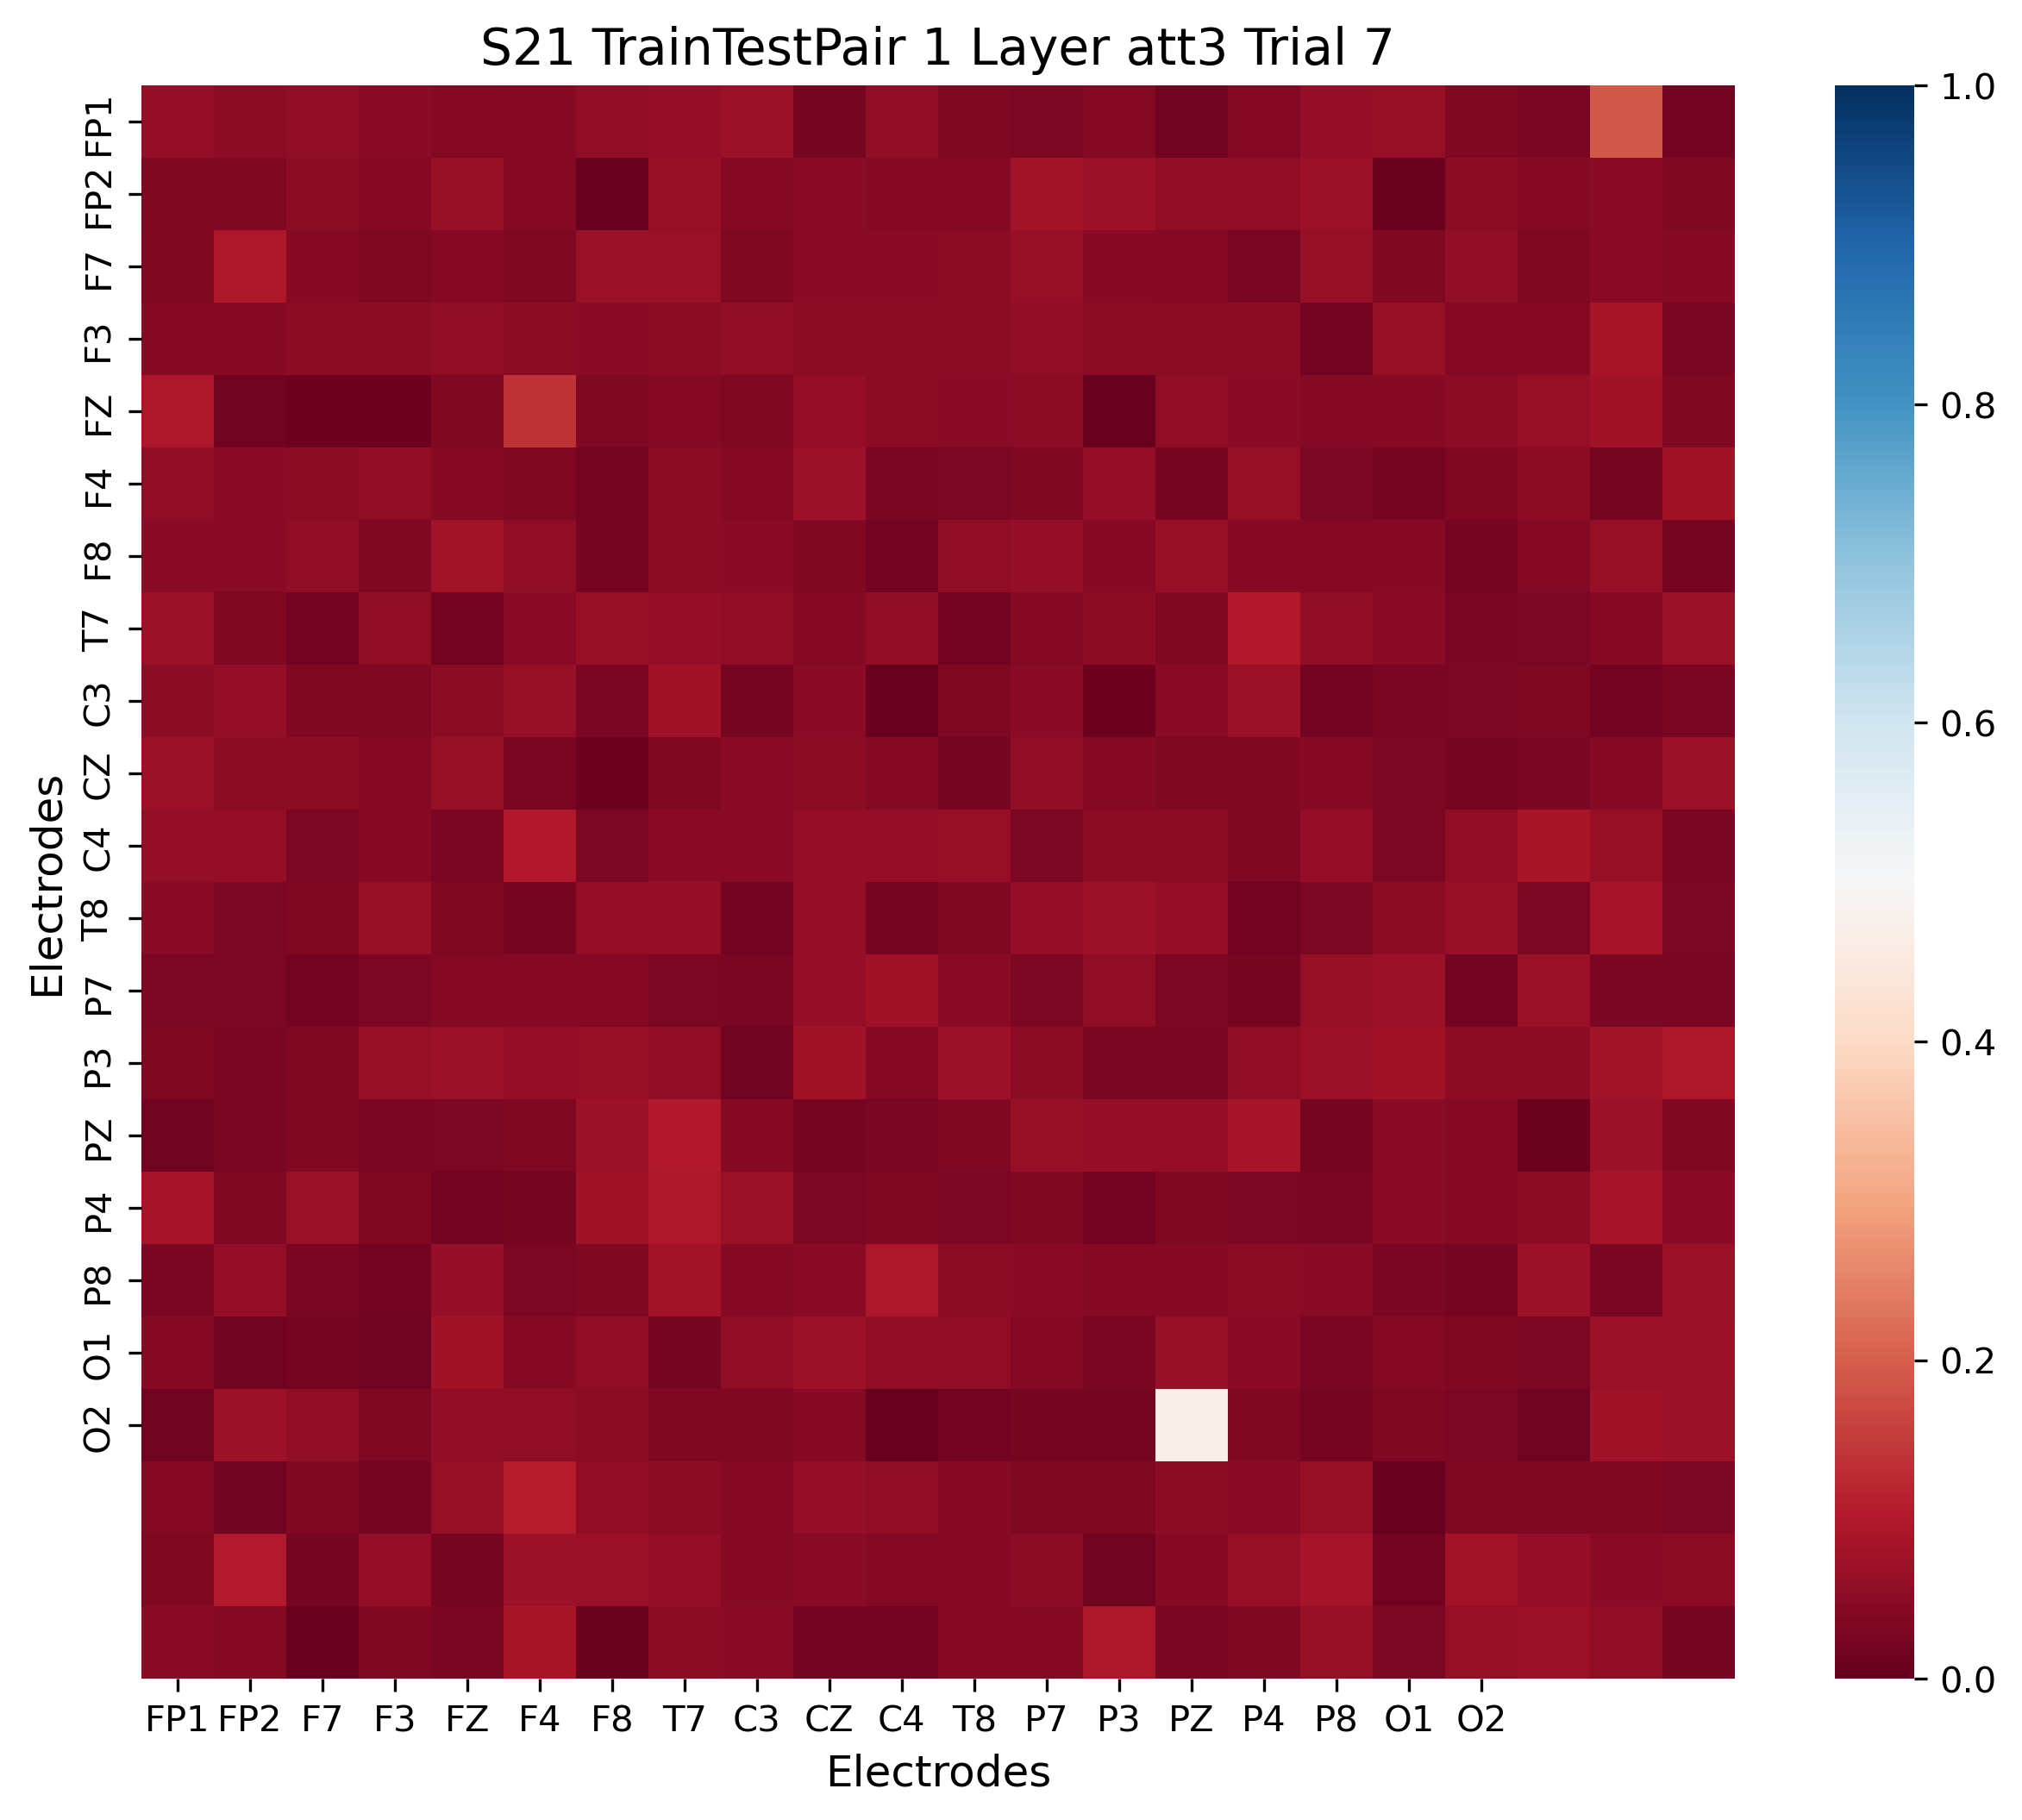 S21 TrainTestPair 1 Layer att3 Trial 7
Electrodes
FP1
FP2
F7
F3
FZ
F4
F8
T7
C3
CZ
C4
T8
P7
P3
PZ
P4
P8
O1
O2
FP1 FP2 F7 F3 FZ F4 F8 T7 C3 CZ C4 T8 P7 P3 PZ P4 P8 O1 O2
Electrodes
1.0
0.8
0.6
0.4
0.2
0.0